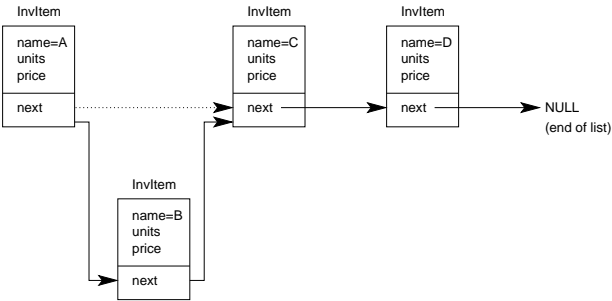 InvItem
name=A
units
price
next
InvItem
name=C
units
price
next
InvItem
name=D
units
price
next
NULL
(end of list)
InvItem
name=B
units
price
next